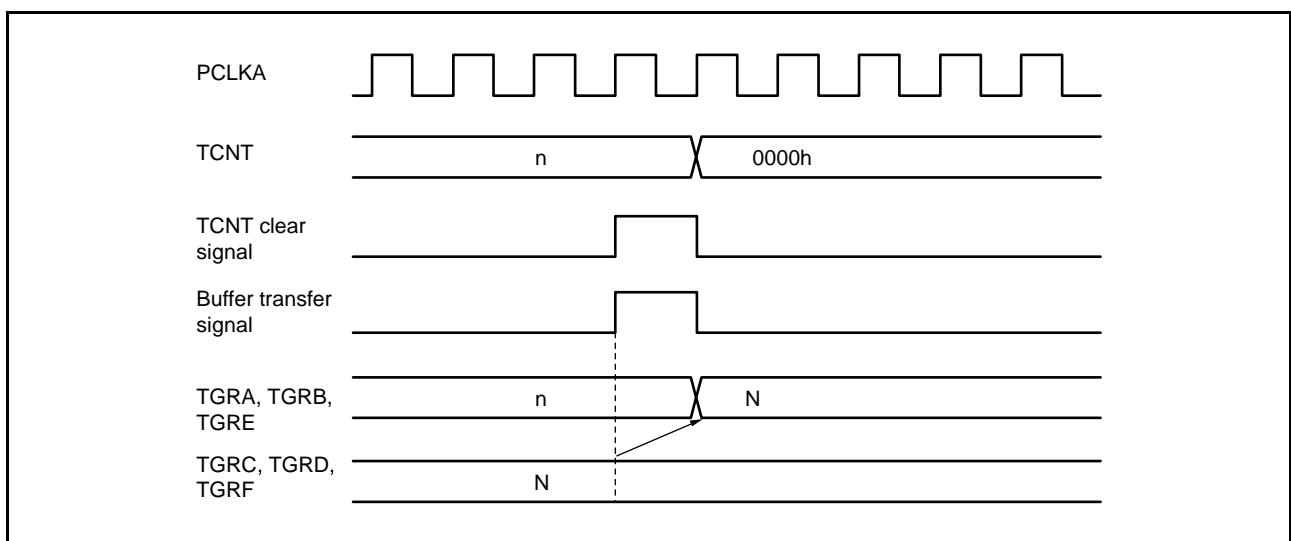 PCLKA
TCNT
n
0000h
TCNT clear
signal
Buffer transfer
signal
TGRA, TGRB,
TGRE
n
N
TGRC, TGRD,
TGRF
N